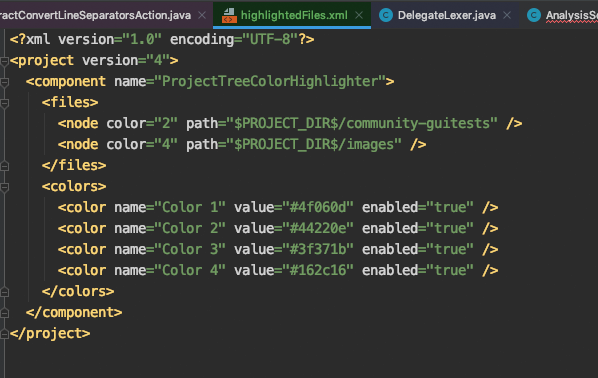 ractConvertLineSeparatorsAction.java highlightedFiles.xml DelegateLexer.java AnalysisSc
<?xml version="1.0" encoding="UTF-8"?>
<project version="4">
<component name="ProjectTreeColorHighlighter">
<files>
<node color="2" path="$PROJECT_DIR$/community-guitests" />
<node color="4" path="$PROJECT_DIR$/images" />
</files>
<colors>
<color name="Color 1" value="#4f060d" enabled="true" />
<color name="Color 2" value="#44220e" enabled="true" />
<color name="Color 3" value="#3f371b" enabled="true" />
<color name="Color 4" value="#162c16" enabled="true" />
</colors>
</component>
</project>